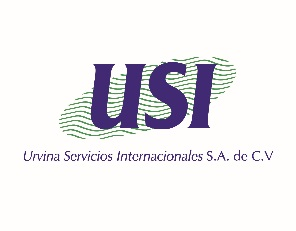 USI
Urvina Servicios Internacionales S.A. de C.V